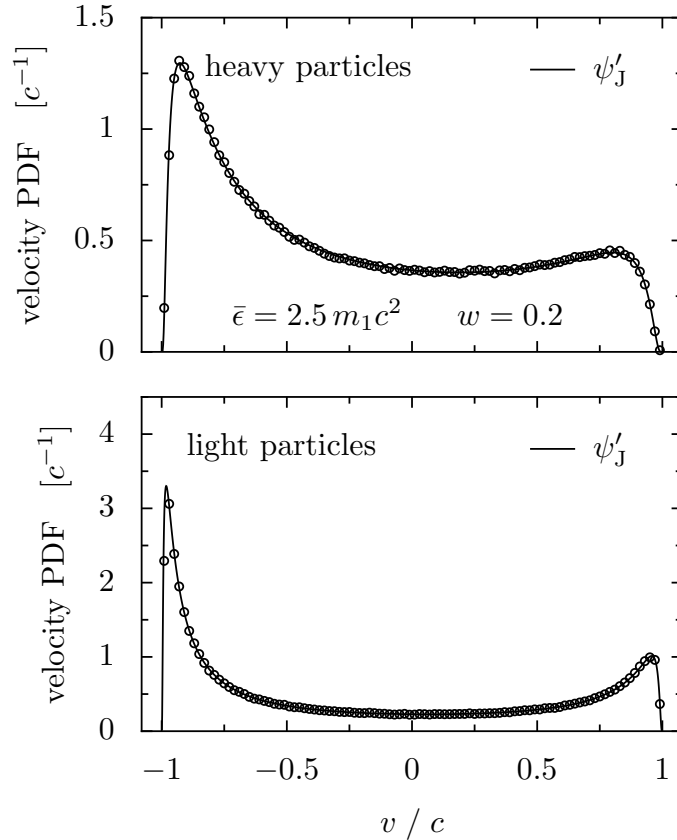 1.5
heavy particles
ψ′J
1
0.5
ϵ̄ = 2.5 m₁c² w = 0.2
0
velocity PDF [c⁻¹]
4
light particles
ψ′J
3
2
1
0
velocity PDF [c⁻¹]
−1 −0.5 0 0.5 1
v / c